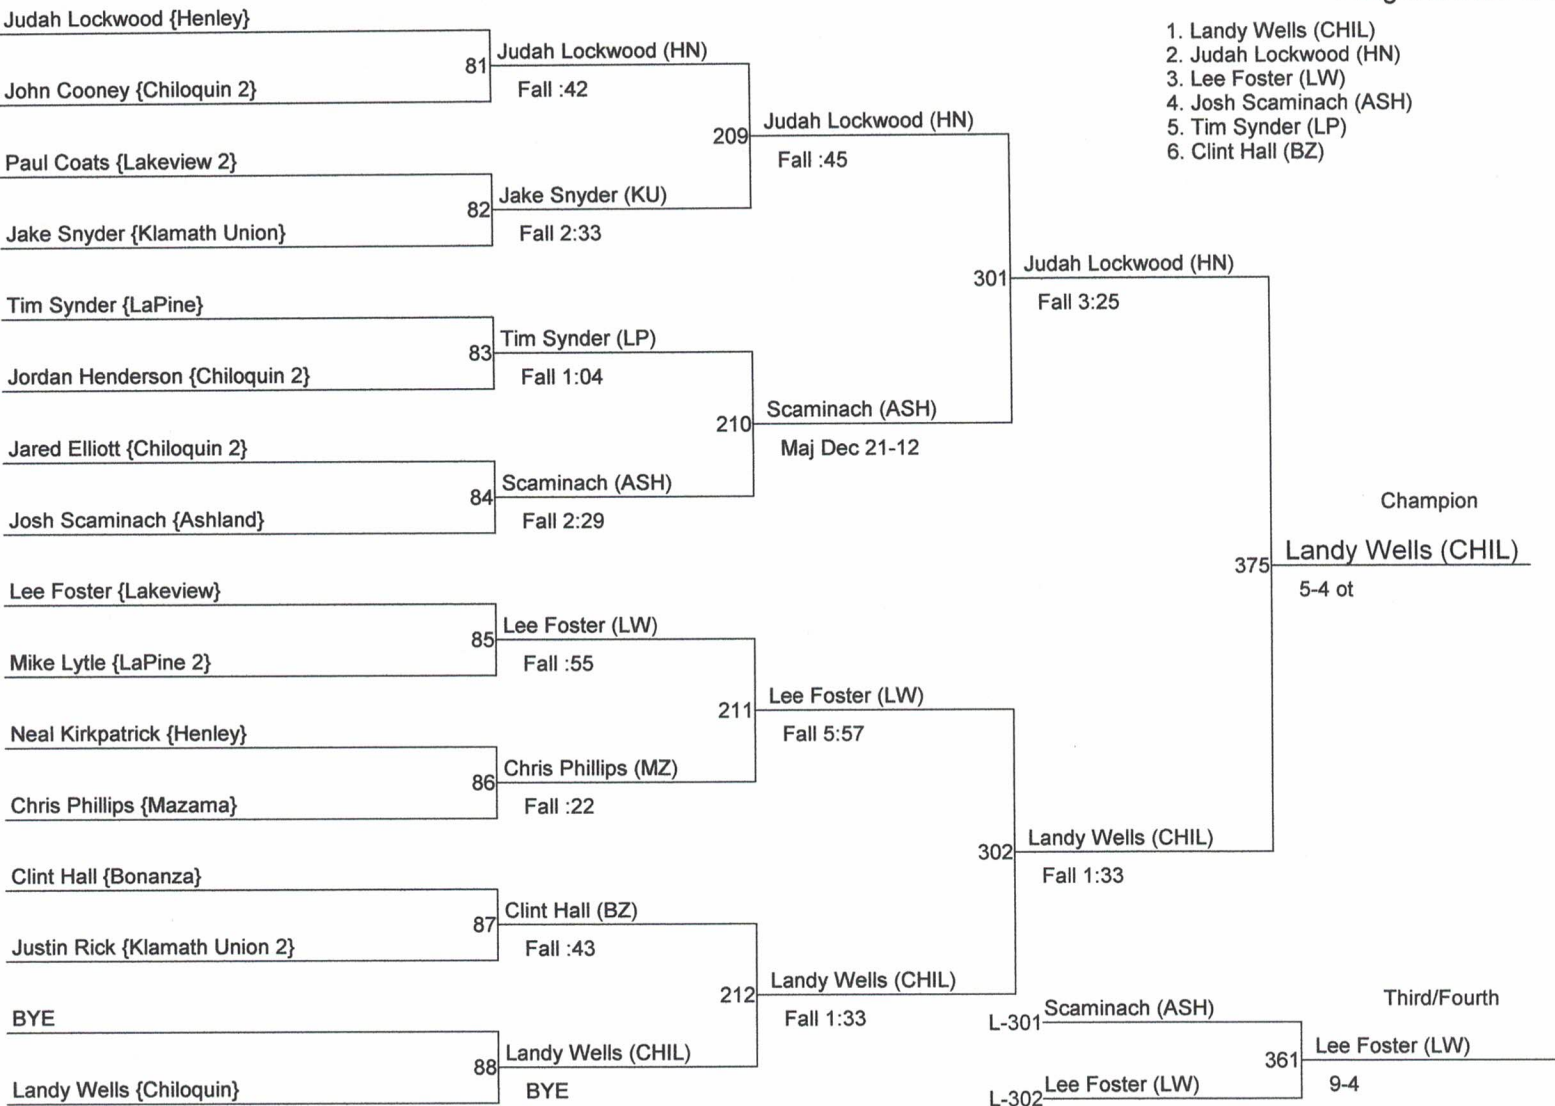 Judah Lockwood {Henley}
81
Judah Lockwood (HN)
Fall :42
John Cooney {Chiloquin 2}
209
Judah Lockwood (HN)
Fall :45
Paul Coats {Lakeview 2}
82
Jake Snyder (KU)
Fall 2:33
Jake Snyder {Klamath Union}
301
Judah Lockwood (HN)
Fall 3:25
Tim Synder {LaPine}
83
Tim Synder (LP)
Fall 1:04
Jordan Henderson {Chiloquin 2}
210
Scaminach (ASH)
Maj Dec 21-12
Jared Elliott {Chiloquin 2}
84
Scaminach (ASH)
Fall 2:29
Josh Scaminach {Ashland}
Champion
375
Landy Wells (CHIL)
5-4 ot
Lee Foster {Lakeview}
85
Lee Foster (LW)
Fall :55
Mike Lytle {LaPine 2}
211
Lee Foster (LW)
Fall 5:57
Neal Kirkpatrick {Henley}
86
Chris Phillips (MZ)
Fall :22
Chris Phillips {Mazama}
302
Landy Wells (CHIL)
Fall 1:33
Clint Hall {Bonanza}
87
Clint Hall (BZ)
Fall :43
Justin Rick {Klamath Union 2}
212
Landy Wells (CHIL)
Fall 1:33
BYE
88
Landy Wells (CHIL)
BYE
Landy Wells {Chiloquin}
1. Landy Wells (CHIL)
2. Judah Lockwood (HN)
3. Lee Foster (LW)
4. Josh Scaminach (ASH)
5. Tim Synder (LP)
6. Clint Hall (BZ)
Third/Fourth
L-301
Scaminach (ASH)
361
Lee Foster (LW)
9-4
L-302
Lee Foster (LW)